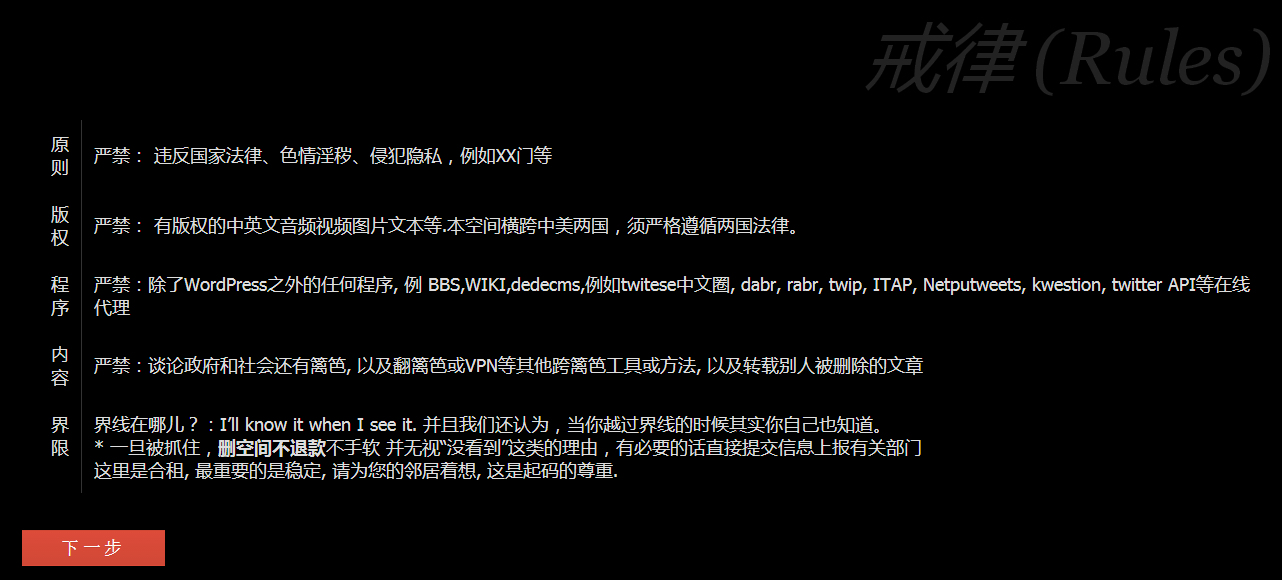 戒律 (Rules)
原则
严禁： 违反国家法律、色情淫秽、侵犯隐私，例如XX门等
版权
严禁： 有版权的中英文音频视频图片文本等.本空间横跨中美两国，须严格遵循两国法律。
程序
严禁：除了WordPress之外的任何程序, 例 BBS,WIKI,dedecms,例如twitese中文圈, dabr, rabr, twip, ITAP, Netputweets, kwestion, twitter API等在线
代理
内容
严禁：谈论政府和社会还有篱笆, 以及翻篱笆或VPN等其他跨篱笆工具或方法, 以及转载别人被删除的文章
界限
界线在哪儿？：I’ll know it when I see it. 并且我们还认为，当你越过界线的时候其实你自己也知道。
* 一旦被抓住，删空间不退款不手软 并无视“没看到”这类的理由，有必要的话直接提交信息上报有关部门
这里是合租, 最重要的是稳定, 请为您的邻居着想, 这是起码的尊重.
下一步